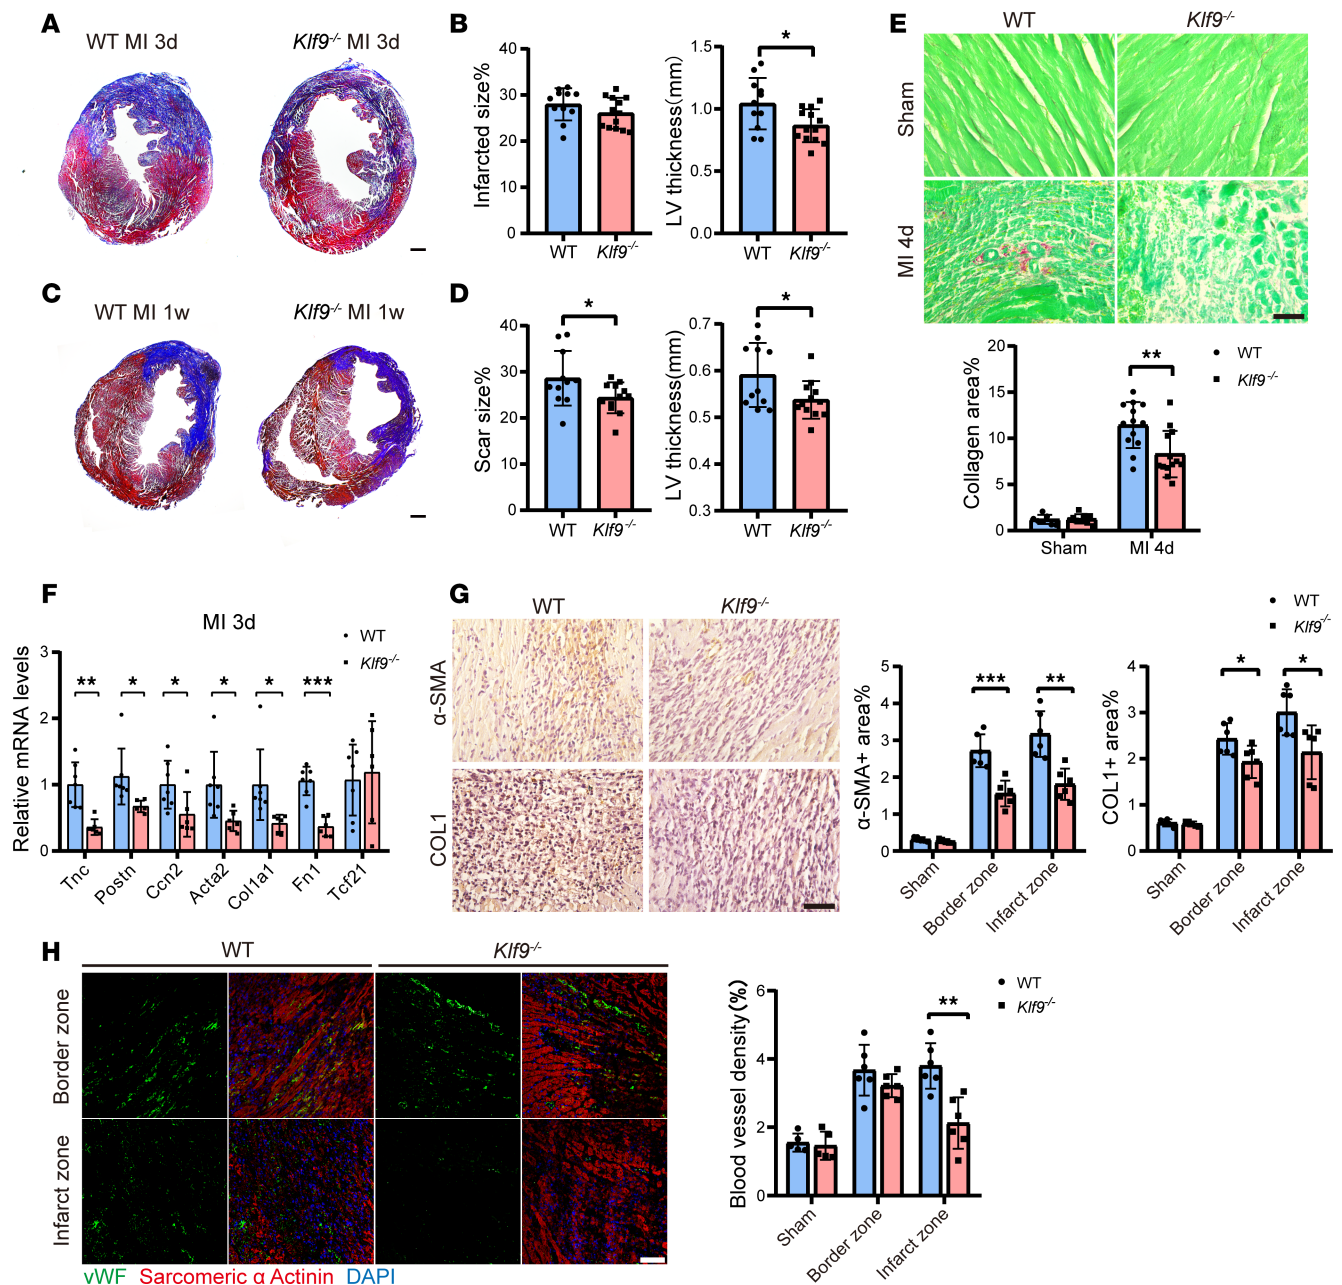 A
WT MI 3d
Klf9-/- MI 3d
B
Infarcted size%
40
30
20
10
0
WT
Klf9-/-
LV thickness(mm)
1.5
1.0
0.5
0.0
*
WT
Klf9-/-
C
WT MI 1w
Klf9-/- MI 1w
D
Scar size%
40
30
20
10
0
*
WT
Klf9-/-
LV thickness(mm)
0.7
0.6
0.5
0.4
0.3
*
WT
Klf9-/-
E
WT
Klf9-/-
Sham
MI 4d
Collagen area%
20
15
10
5
0
**
WT
Klf9-/-
Sham
MI 4d
F
MI 3d
WT
Klf9-/-
Relative mRNA levels
3
2
1
0
**
*
*
*
*
***
Tnc
Postn
Ccn2
Acta2
Col1a1
Fn1
Tcf21
G
WT
Klf9-/-
α-SMA
COL1
α-SMA+ area%
5
4
3
2
1
0
***
**
Sham
Border zone
Infarct zone
WT
Klf9-/-
COL1+ area%
4
3
2
1
0
*
*
Sham
Border zone
Infarct zone
H
WT
Klf9-/-
Border zone
Infarct zone
vWF Sarcomeric α Actinin DAPI
Blood vessel density(%)
6
4
2
0
**
WT
Klf9-/-
Sham
Border zone
Infarct zone